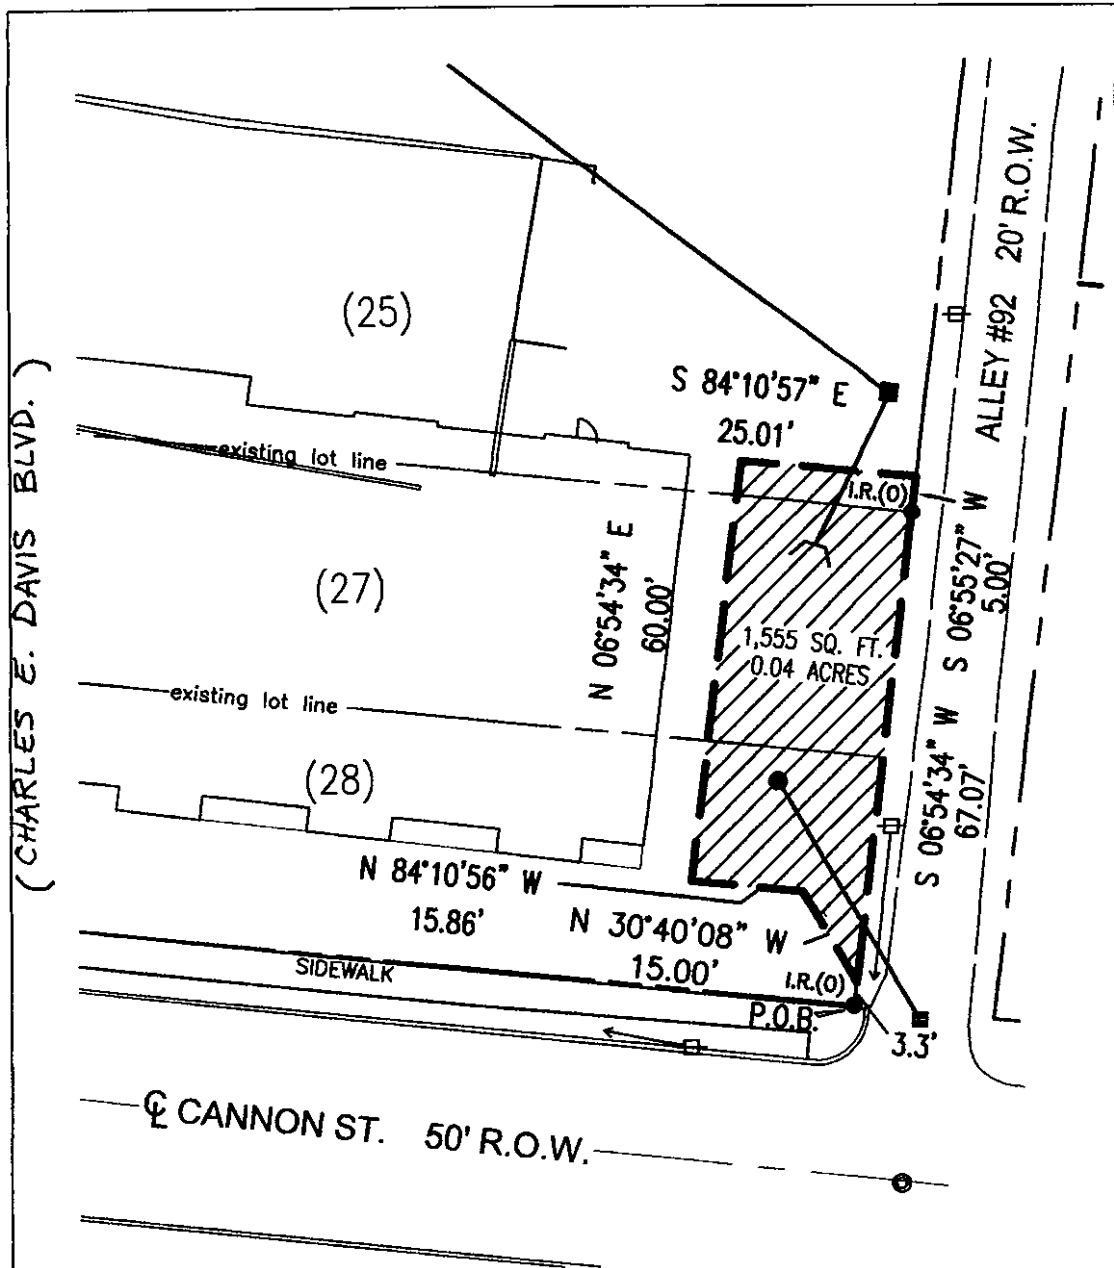 (25)
S 84°10'57" E
25.01'
existing lot line
I.R.(O)
ALLEY #92 20' R.O.W.
(CHARLES E. DAVIS BLVD.)
(27)
N 06°54'34" E
60.00'
1,555 SQ. FT.
0.04 ACRES
S 06°55'27" W
5.00'
existing lot line
S 06°54'34" W
67.07'
(28)
N 84°10'56" W
15.86'
N 30°40'08" W
15.00'
SIDEWALK
I.R.(O)
P.O.B.
3.3'
℄ CANNON ST. 50' R.O.W.